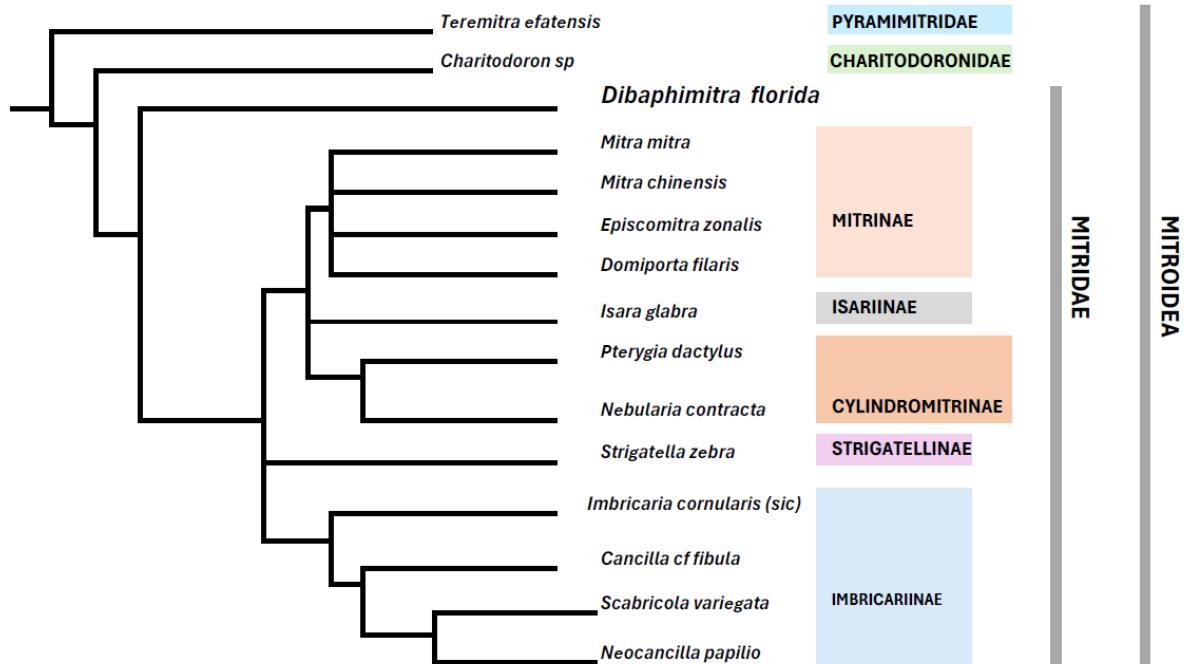 Teremitra efatensis
PYRAMIMITRIDAE
Charitodoron sp
CHARITODORONIDAE
Dibaphimitra florida
Mitra mitra
Mitra chinensis
Episcomitra zonalis
MITRINAE
Domiporta filaris
Isara glabra
ISARIINAE
Pterygia dactylus
Nebularia contracta
CYLINDROMITRINAE
Strigatella zebra
STRIGATELLINAE
Imbricaria cornularis (sic)
Cancilla cf fibula
Scabricola variegata
IMBRICARIINAE
Neocancilla papilio
MITRIDAE
MITROIDEA